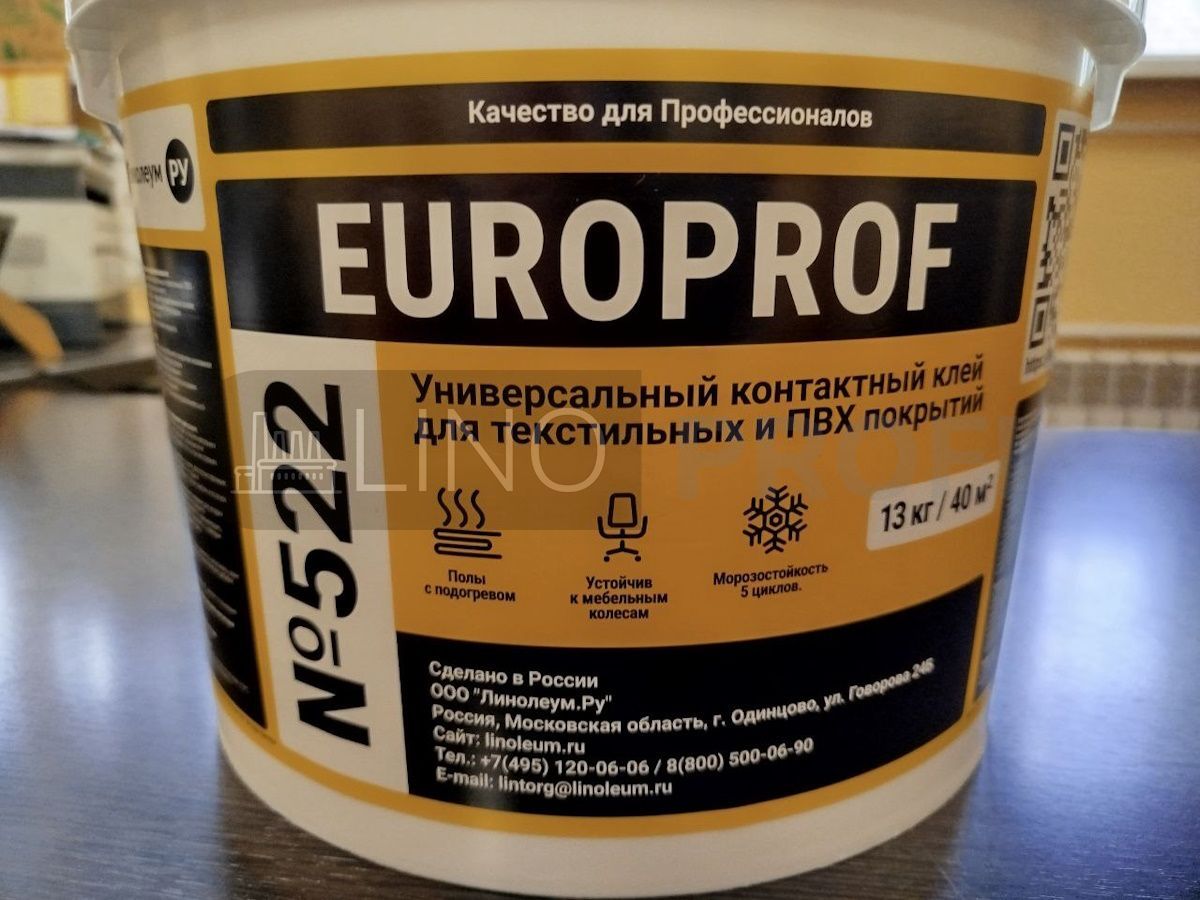 Качество для Профессионалов
РУ
EUROPROF
№522
Универсальный контактный клей
для текстильных и ПВХ покрытий
LINO PROF
13 кг / 40 м²
Полы
с подогревом
Устойчив
к мебельным
колесам
Морозостойкость
5 циклов.
Сделано в России
ООО "Линолеум.Ру"
Россия, Московская область, г. Одинцово, ул. Говорова 24Б
Сайт: linoleum.ru
Тел.: +7(495) 120-06-06 / 8(800) 500-06-90
E-mail: lintorg@linoleum.ru